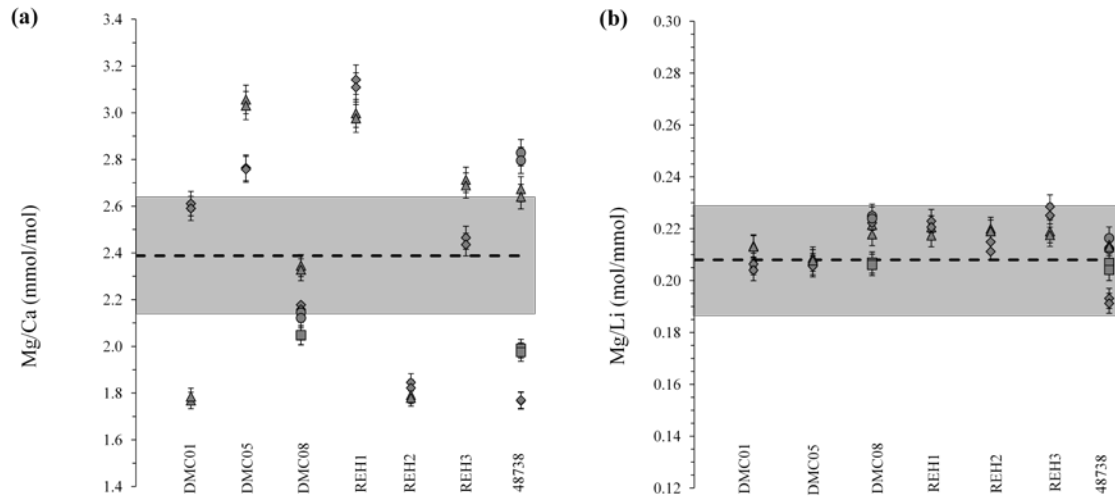 (a)
Mg/Ca (mmol/mol)
3.4
3.2
3.0
2.8
2.6
2.4
2.2
2.0
1.8
1.6
1.4
DMC01
DMC05
DMC08
REH1
REH2
REH3
48738
(b)
Mg/Li (mol/mmol)
0.30
0.28
0.26
0.24
0.22
0.20
0.18
0.16
0.14
0.12
DMC01
DMC05
DMC08
REH1
REH2
REH3
48738